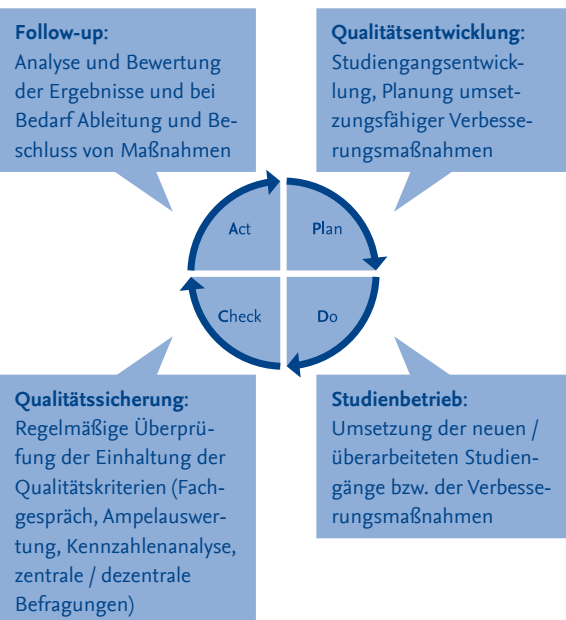 Follow-up:
Analyse und Bewertung
der Ergebnisse und bei
Bedarf Ableitung und Be-
schluss von Maßnahmen
Qualitätsentwicklung:
Studiengangsentwick-
lung, Planung umset-
zungsfähiger Verbesse-
rungsmaßnahmen
Act
Plan
Check
Do
Qualitätssicherung:
Regelmäßige Überprü-
fung der Einhaltung der
Qualitätskriterien (Fach-
gespräch, Ampelauswer-
tung, Kennzahlenanalyse,
zentrale / dezentrale
Befragungen)
Studienbetrieb:
Umsetzung der neuen /
überarbeiteten Studien-
gänge bzw. der Verbesse-
rungsmaßnahmen